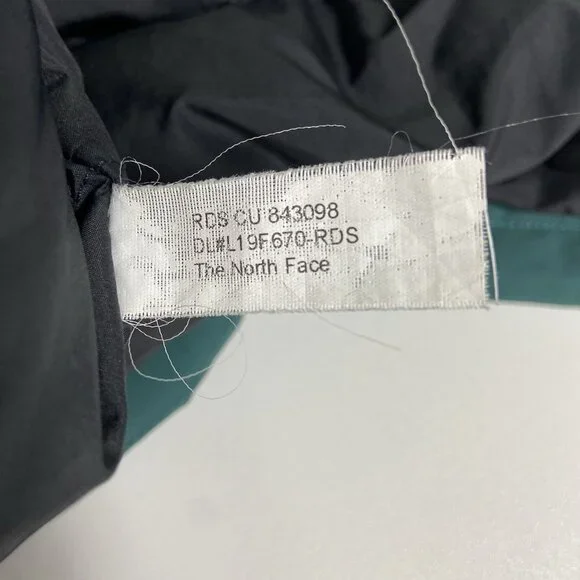 RDS CU 843098
DL#L19F670-RDS
The North Face